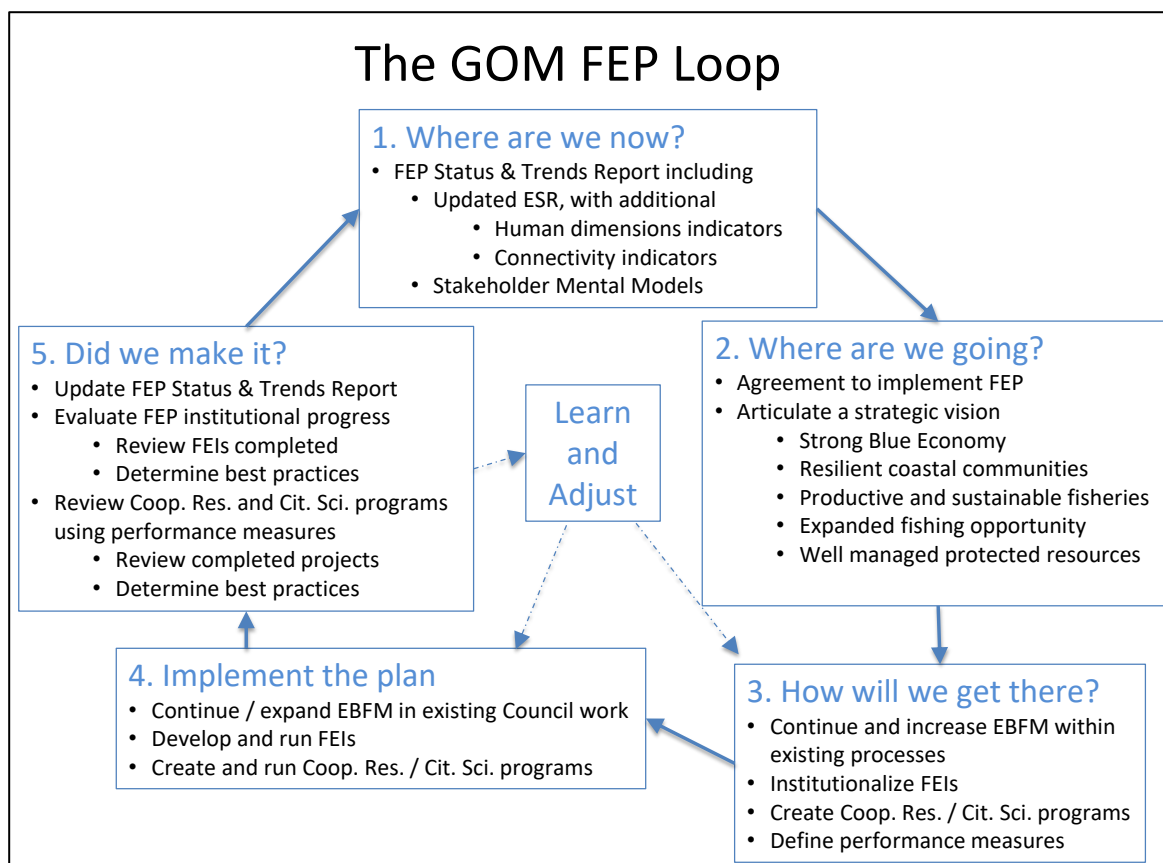 The GOM FEP Loop
1. Where are we now?
• FEP Status & Trends Report including
• Updated ESR, with additional
• Human dimensions indicators
• Connectivity indicators
• Stakeholder Mental Models
2. Where are we going?
• Agreement to implement FEP
• Articulate a strategic vision
• Strong Blue Economy
• Resilient coastal communities
• Productive and sustainable fisheries
• Expanded fishing opportunity
• Well managed protected resources
3. How will we get there?
• Continue and increase EBFM within
existing processes
• Institutionalize FEIs
• Create Coop. Res. / Cit. Sci. programs
• Define performance measures
4. Implement the plan
• Continue / expand EBFM in existing Council work
• Develop and run FEIs
• Create and run Coop. Res. / Cit. Sci. programs
5. Did we make it?
• Update FEP Status & Trends Report
• Evaluate FEP institutional progress
• Review FEIs completed
• Determine best practices
• Review Coop. Res. and Cit. Sci. programs
using performance measures
• Review completed projects
• Determine best practices
Learn
and
Adjust